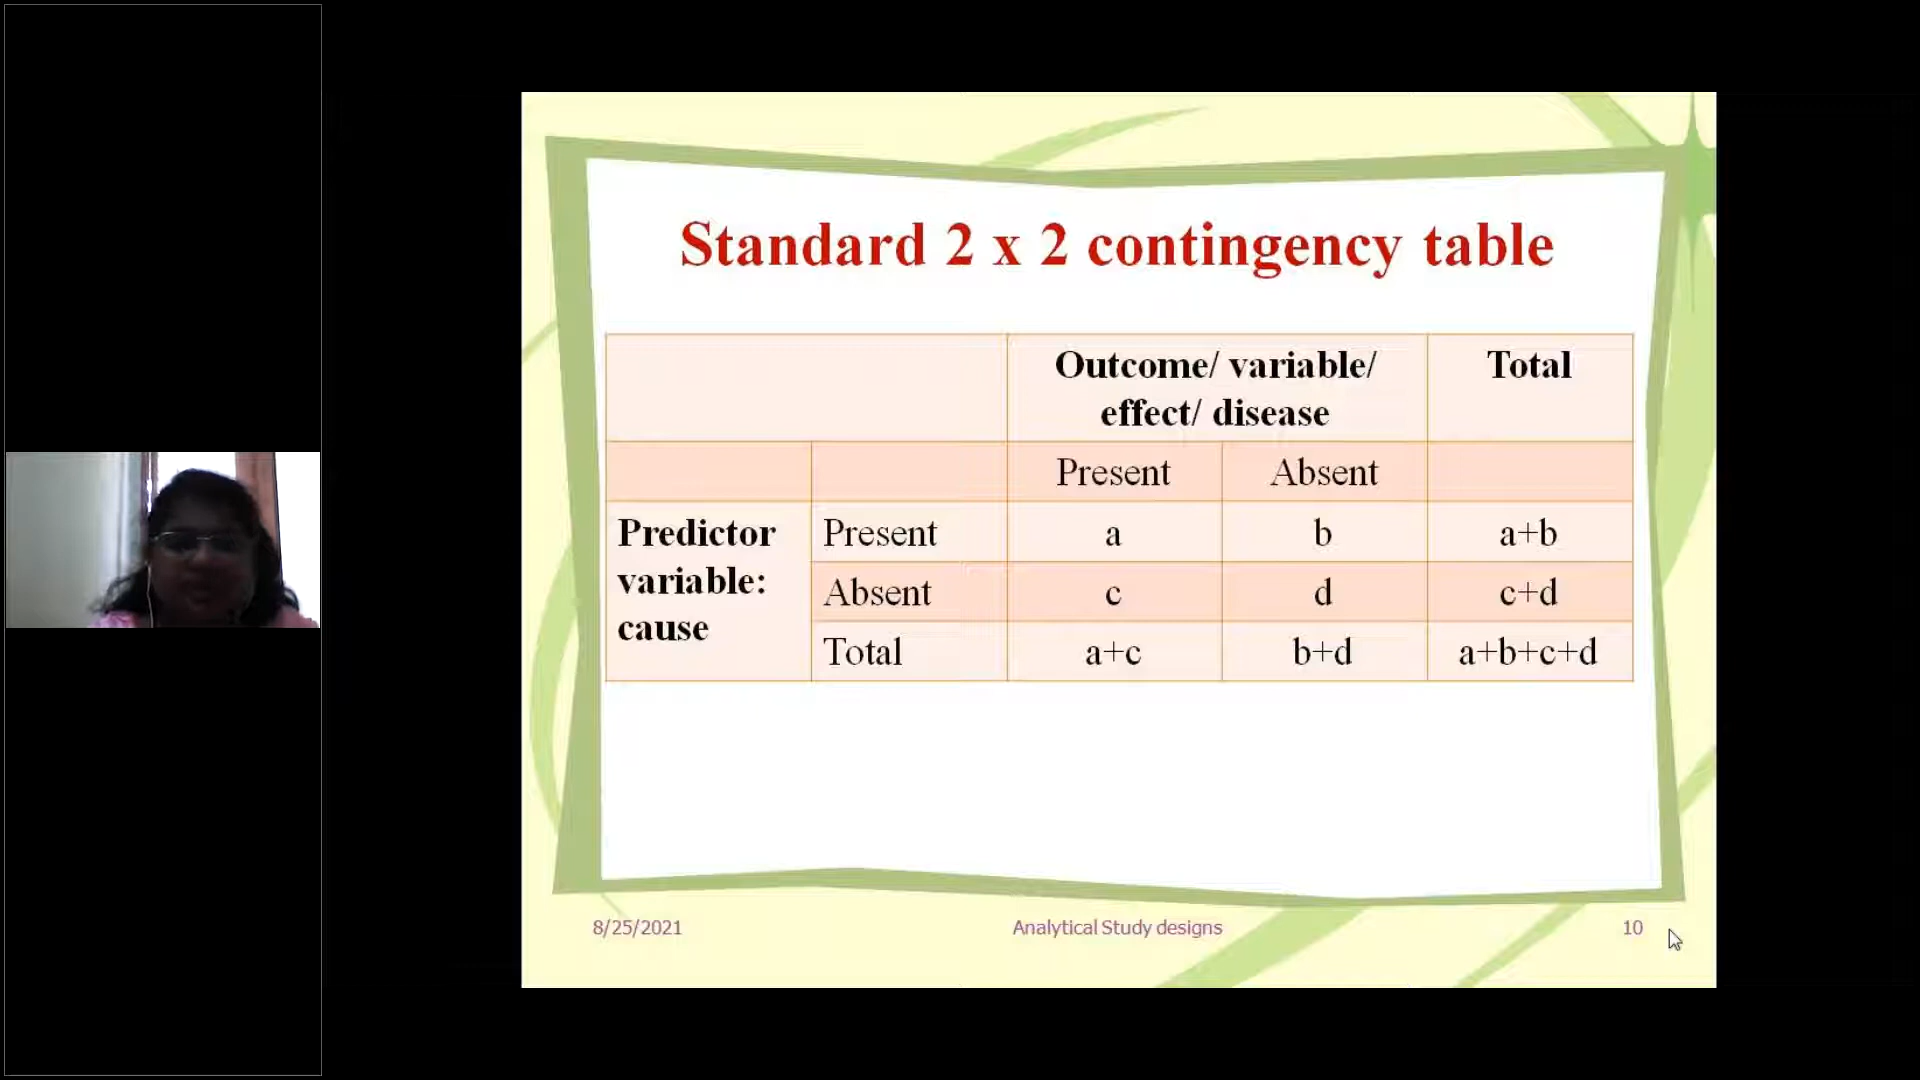 Standard 2 x 2 contingency table
Outcome/ variable/
effect/ disease
Total
Present
Absent
Predictor
variable:
cause
Present
a
b
a+b
Absent
c
d
c+d
Total
a+c
b+d
a+b+c+d
8/25/2021
Analytical Study designs
10